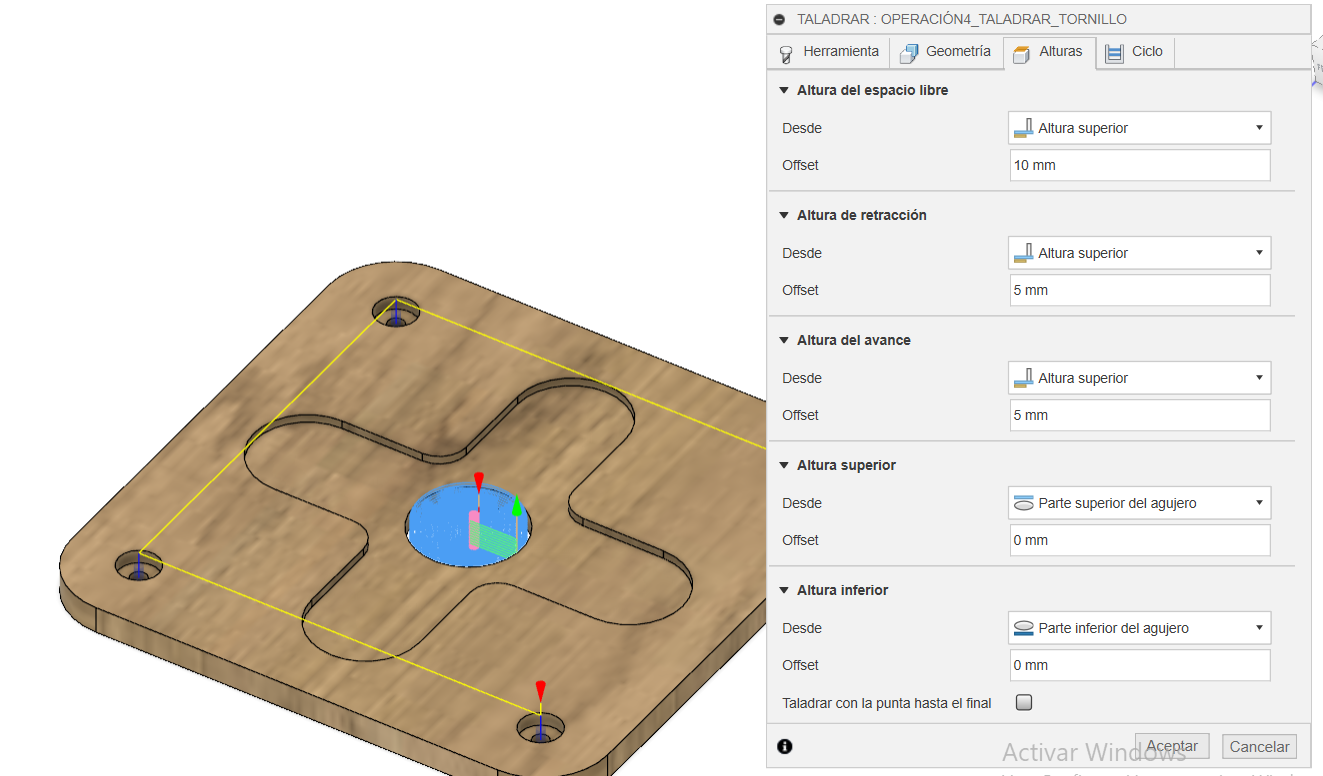 TALADRAR : OPERACIÓN4_TALADRAR_TORNILLO
Herramienta Geometría Alturas Ciclo
Altura del espacio libre
Desde Altura superior
Offset 10 mm
Altura de retracción
Desde Altura superior
Offset 5 mm
Altura del avance
Desde Altura superior
Offset 5 mm
Altura superior
Desde Parte superior del agujero
Offset 0 mm
Altura inferior
Desde Parte inferior del agujero
Offset 0 mm
Taladrar con la punta hasta el final
Aceptar Cancelar
Activar Windows